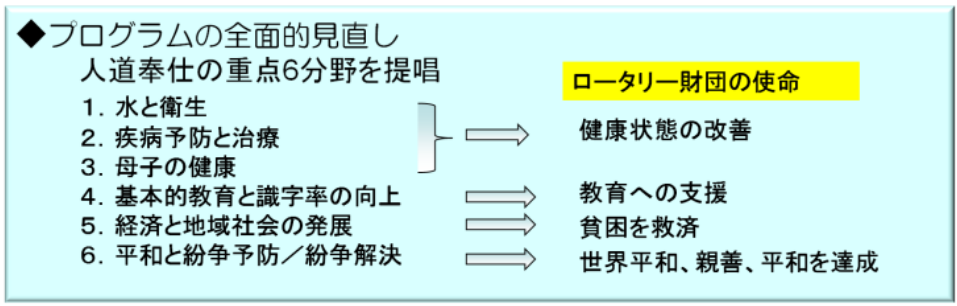 ◆プログラムの全面的見直し
人道奉仕の重点6分野を提唱
1. 水と衛生
2. 疾病予防と治療
3. 母子の健康
4. 基本的教育と識字率の向上
5. 経済と地域社会の発展
6. 平和と紛争予防／紛争解決
ロータリー財団の使命
健康状態の改善
教育への支援
貧困を救済
世界平和、親善、平和を達成